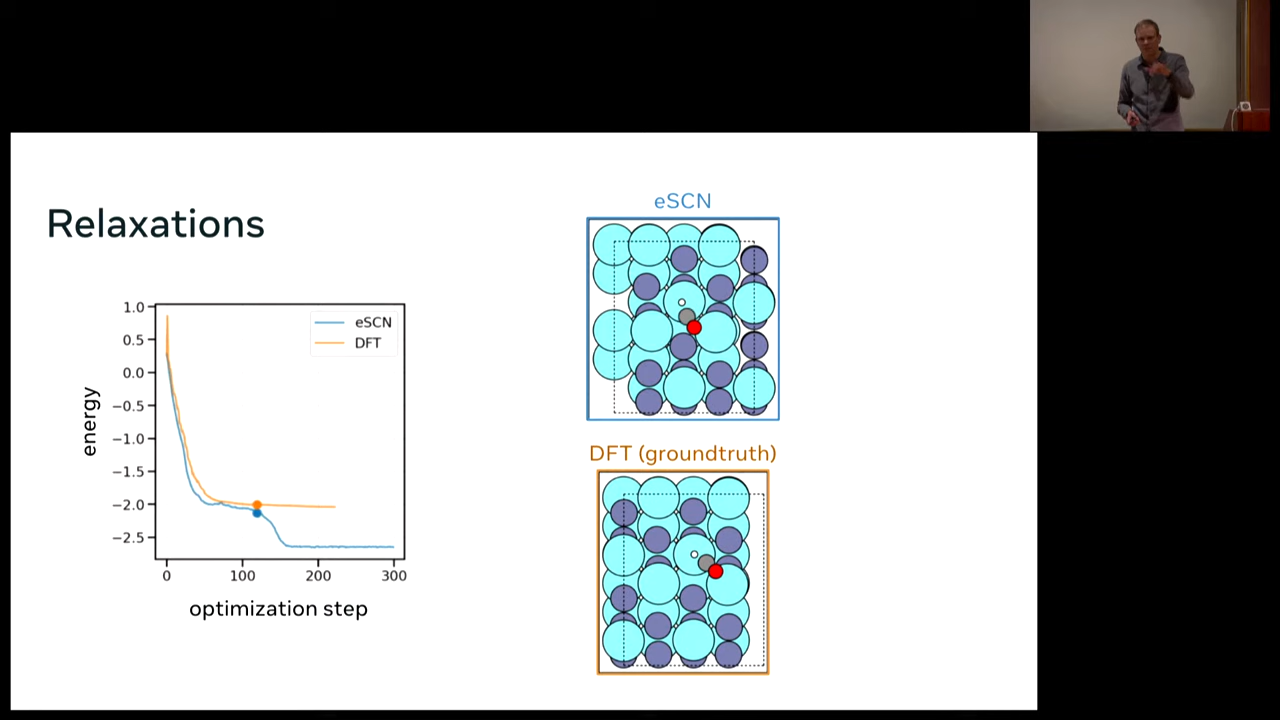 Relaxations
eSCN
DFT (groundtruth)
1.0
0.5
0.0
−0.5
−1.0
−1.5
−2.0
−2.5
energy
eSCN
DFT
0
100
200
300
optimization step